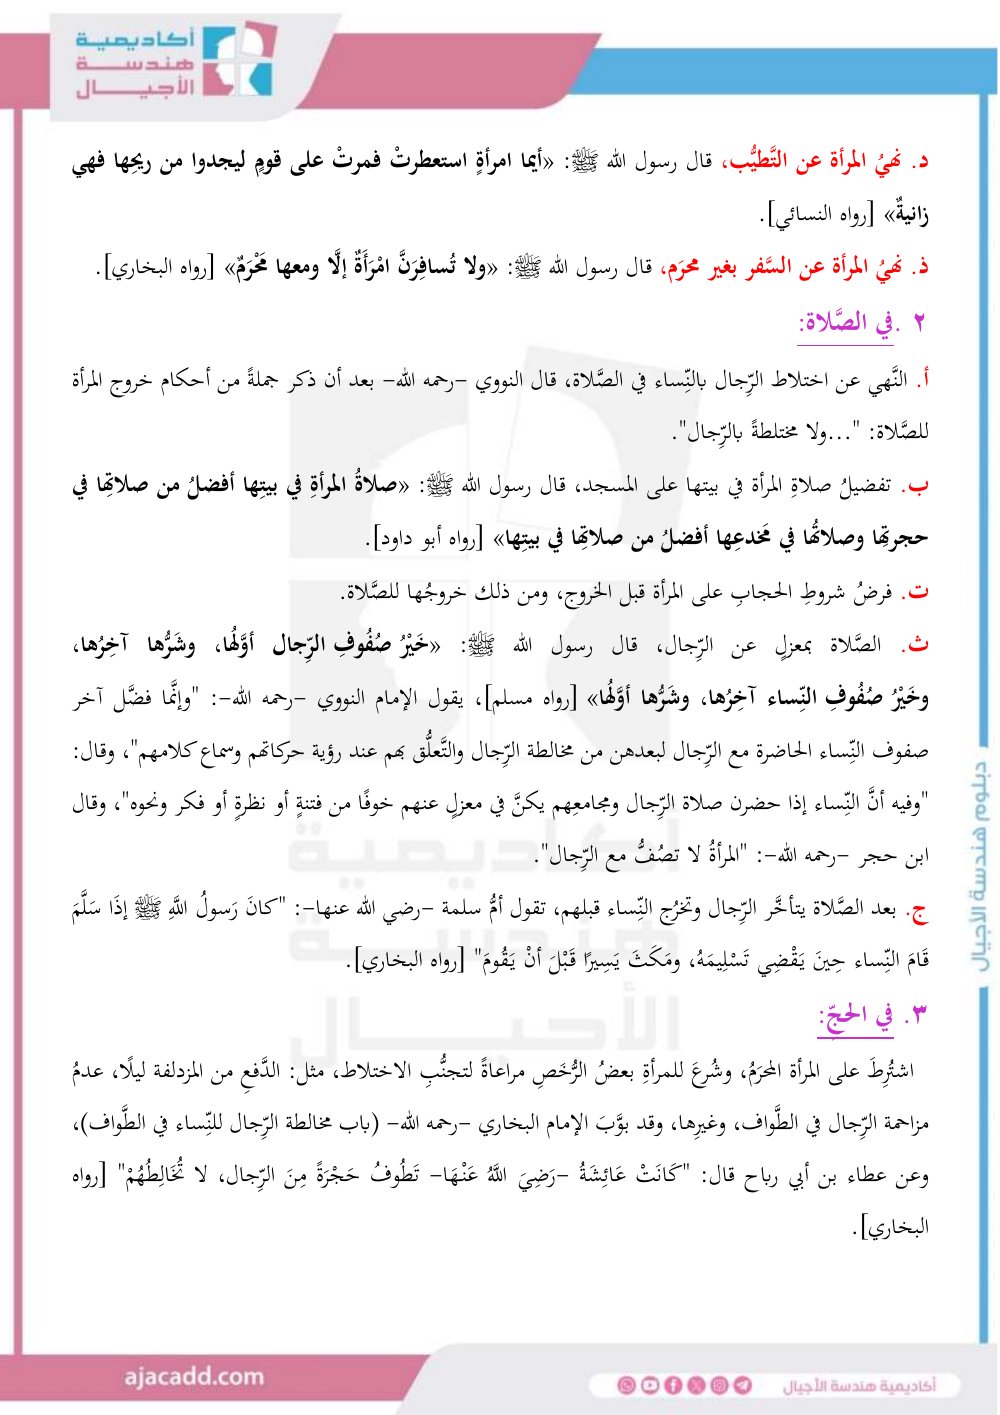 أكاديمية
هندسة
الأجيال
د. نهيُ المرأة عن التَّطيُّب، قال رسول الله ﷺ: «أيما امرأةٍ استعطرتْ فمرتْ على قومٍ ليجدوا من ريحِها فهي
زانيةٌ» [رواه النسائي].
ذ. نهيُ المرأة عن السَّفر بغير محرَم، قال رسول الله ﷺ: «ولا تُسافِرَنَّ امْرَأَةٌ إلَّا ومعها مَحْرَمٌ» [رواه البخاري].
٢ .في الصَّلاة:
أ. النَّهي عن اختلاط الرِّجال بالنِّساء في الصَّلاة، قال النووي –رحمه الله– بعد أن ذكر جملةً من أحكام خروج المرأة
للصَّلاة: "...ولا مختلطةً بالرِّجال".
ب. تفضيلُ صلاةِ المرأة في بيتها على المسجد، قال رسول الله ﷺ: «صلاةُ المرأةِ في بيتِها أفضلُ من صلاتِها في
حجرتِها وصلاتُها في مَخدعِها أفضلُ من صلاتِها في بيتِها» [رواه أبو داود].
ت. فرضُ شروطِ الحجابِ على المرأة قبل الخروج، ومن ذلك خروجُها للصَّلاة.
ث. الصَّلاة بمعزلٍ عن الرِّجال، قال رسول الله ﷺ: «خَيْرُ صُفُوفِ الرِّجال أوَّلُها، وشَرُّها آخِرُها،
وخَيْرُ صُفُوفِ النِّساء آخِرُها، وشَرُّها أوَّلُها» [رواه مسلم]، يقول الإمام النووي –رحمه الله–: "وإنَّما فضَّل آخر
صفوف النِّساء الحاضرة مع الرِّجال لبعدهن من مخالطة الرِّجال والتَّعلُّق بهم عند رؤية حركاتهم وسماع كلامهم"، وقال:
"وفيه أنَّ النِّساء إذا حضرن صلاة الرِّجال ومجامعِهم يكنَّ في معزلٍ عنهم خوفًا من فتنةٍ أو نظرةٍ أو فكر ونحوه"، وقال
ابن حجر –رحمه الله–: "المرأةُ لا تصُفُّ مع الرِّجال".
ج. بعد الصَّلاة يتأخَّر الرِّجال وتخرُج النِّساء قبلهم، تقول أمُّ سلمة –رضي الله عنها–: "كانَ رَسولُ اللَّهِ ﷺ إذَا سَلَّمَ
قَامَ النِّساء حِينَ يَقْضِي تَسْلِيمَهُ، ومَكَثَ يَسِيرًا قَبْلَ أنْ يَقُومَ" [رواه البخاري].
٣. في الحجِّ:
اشتُرِطَ على المرأة المحرَمُ، وشُرعَ للمرأةِ بعضُ الرُّخَصِ مراعاةً لتجنُّبِ الاختلاط، مثل: الدَّفعِ من المزدلفة ليلًا، عدمُ
مزاحمة الرِّجال في الطَّواف، وغيرِها، وقد بوَّبَ الإمام البخاري –رحمه الله– (باب مخالطة الرِّجال للنِّساء في الطَّواف)،
وعن عطاء بن أبي رباح قال: "كَانَتْ عَائِشَةُ –رَضِيَ اللَّهُ عَنْهَا– تَطُوفُ حَجْرَةً مِنَ الرِّجال، لا تُخَالِطُهُمْ" [رواه
البخاري].
دبلوم هندسة الأجيال
أكاديمية
هندسة
الأجيال
ajacadd.com
أكاديمية هندسة الأجيال